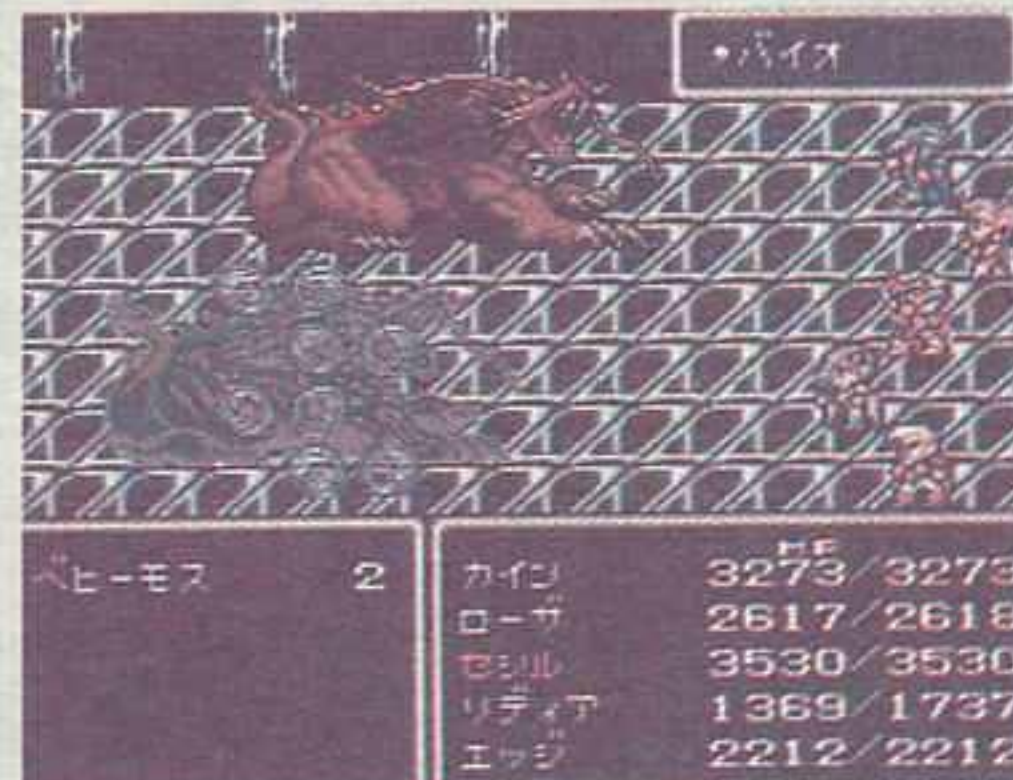 •バイオ
ベヒーモス 2
HP
カイン 3273/3273
ローザ 2617/2618
セシル 3530/3530
リディア 1369/1737
エッジ 2212/2212